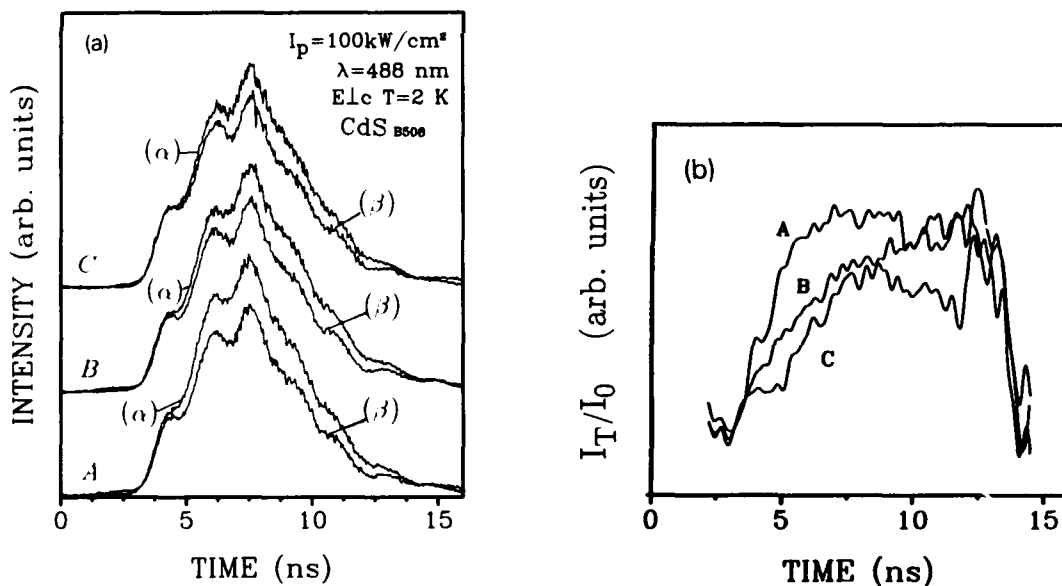 (a)
I_p=100kW/cm²
λ=488 nm
E⊥c T=2 K
CdS B506
(α)
(β)
C
(α)
(β)
B
(α)
(β)
A
INTENSITY (arb. units)
0 5 10 15
TIME (ns)
(b)
A
B
C
I_T/I_0 (arb. units)
0 5 10 15
TIME (ns)